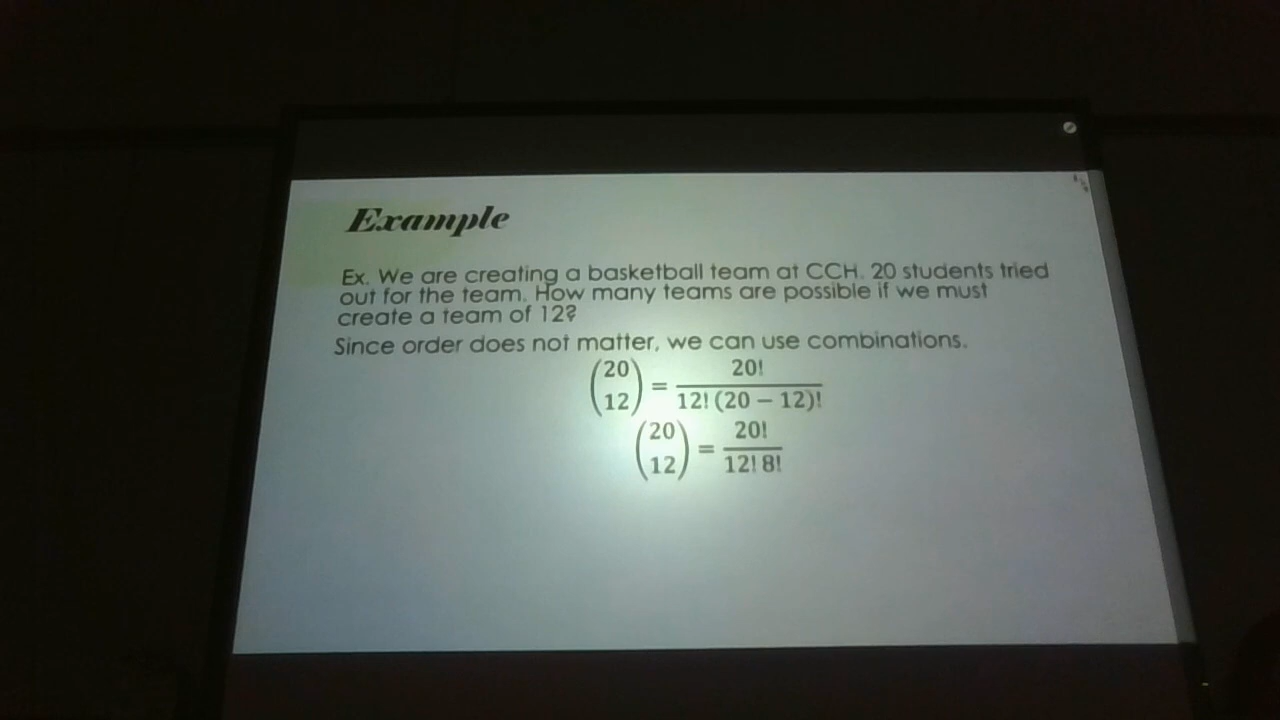 Example
Ex. We are creating a basketball team at CCH. 20 students tried
out for the team. How many teams are possible if we must
create a team of 12?
Since order does not matter, we can use combinations.
(20 12) = 20! / 12! (20 − 12)!
(20 12) = 20! / 12! 8!